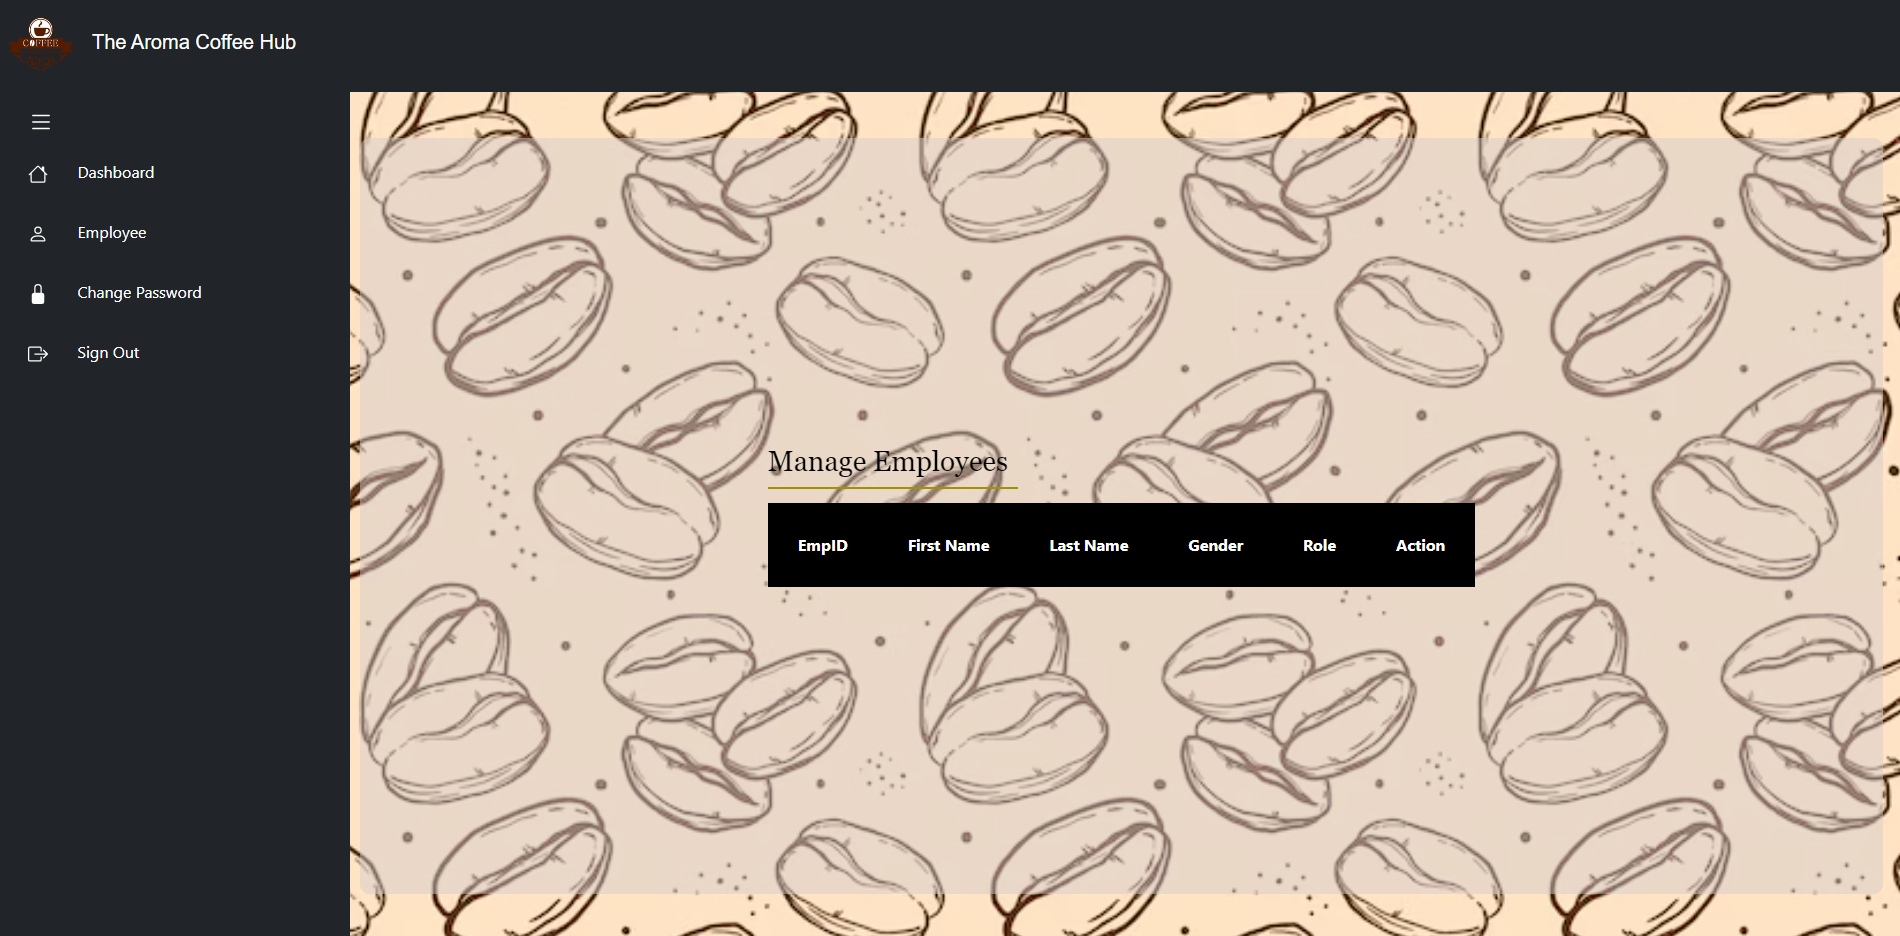 COFFEE
The Aroma Coffee Hub
Dashboard
Employee
Change Password
Sign Out
Manage Employees
EmpID First Name Last Name Gender Role Action